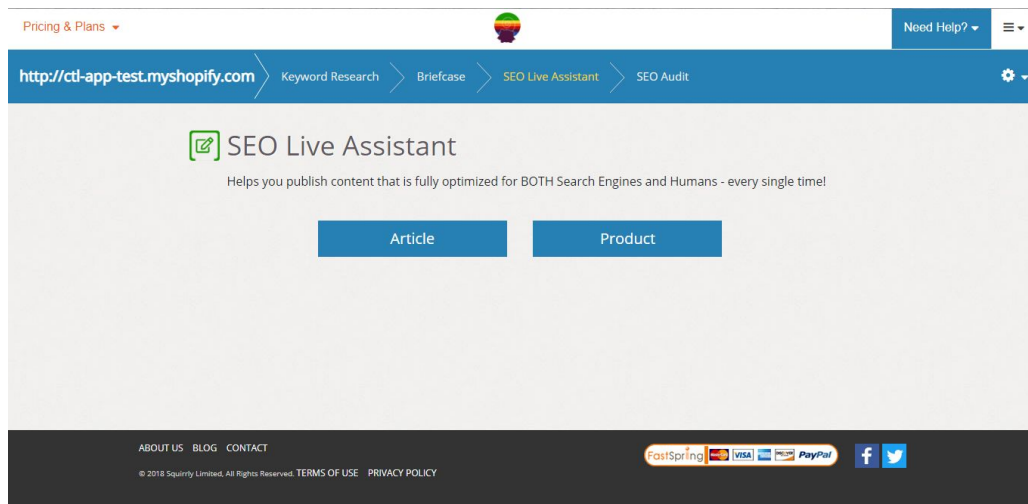 Pricing & Plans
Need Help?
http://ctl-app-test.myshopify.com
Keyword Research
Briefcase
SEO Live Assistant
SEO Audit
SEO Live Assistant
Helps you publish content that is fully optimized for BOTH Search Engines and Humans - every single time!
Article
Product
ABOUT US BLOG CONTACT
© 2018 Squirrly Limited, All Rights Reserved. TERMS OF USE PRIVACY POLICY
FastSpring VISA PayPal